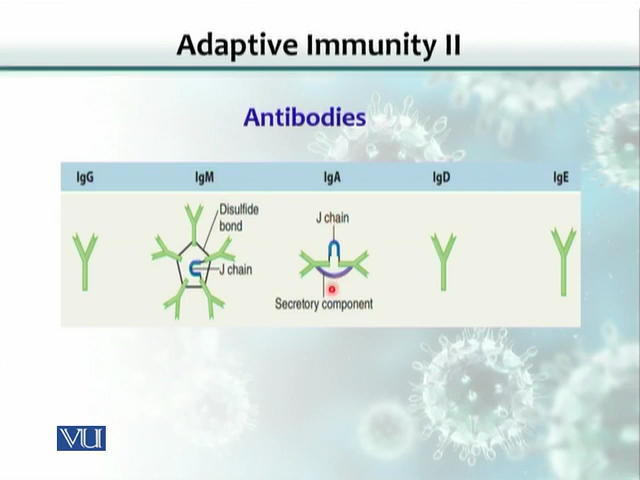 Adaptive Immunity II
Antibodies
IgG IgM IgA IgD IgE
Disulfide
bond
J chain
J chain
Secretory component
VU